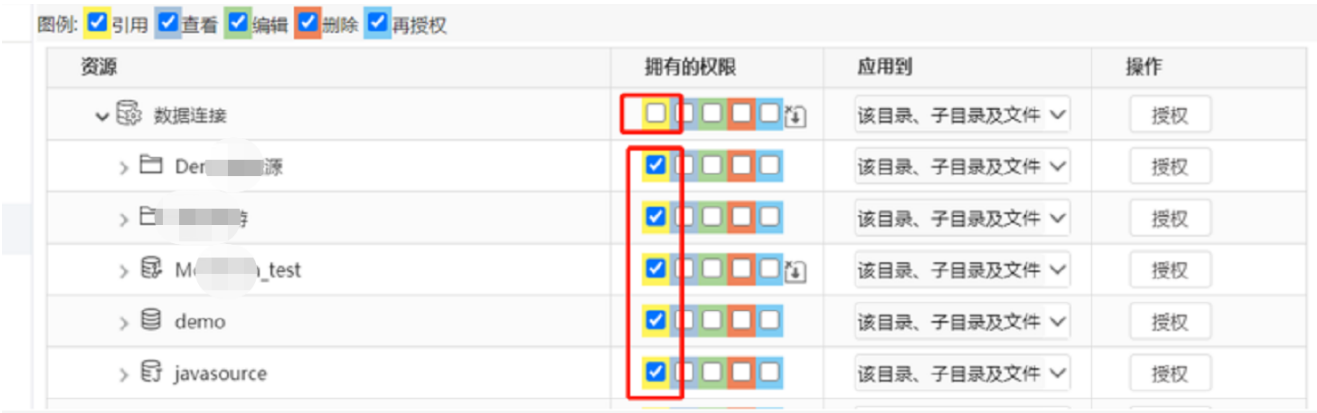 图例: 引用 查看 编辑 删除 再授权
资源 拥有的权限 应用到 操作
数据连接 该目录、子目录及文件 授权
Der 源 该目录、子目录及文件 授权
该目录、子目录及文件 授权
M _test 该目录、子目录及文件 授权
demo 该目录、子目录及文件 授权
javasource 该目录、子目录及文件 授权